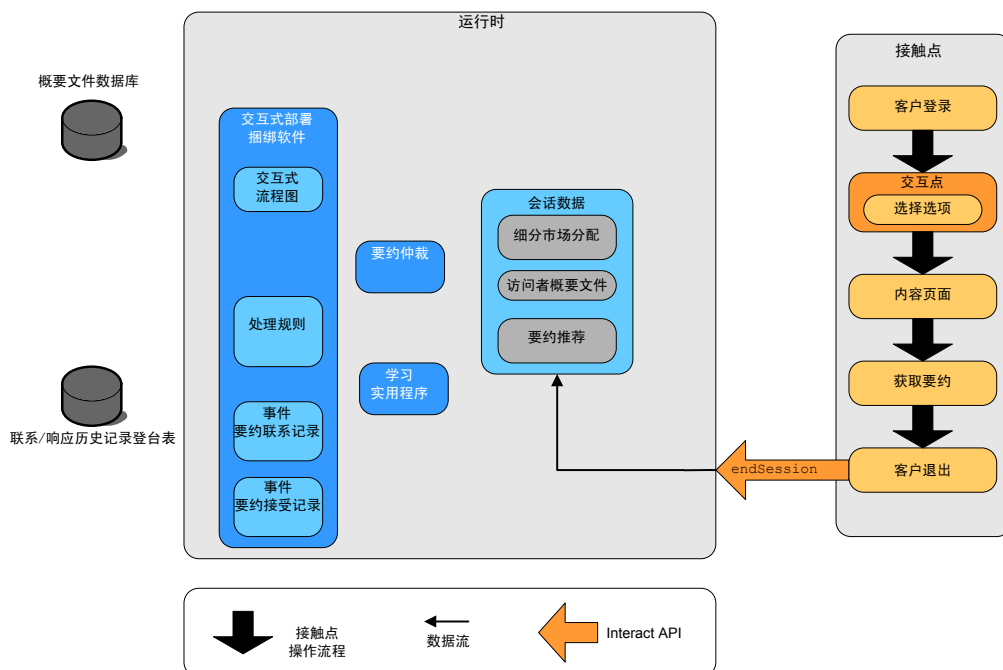 运行时
概要文件数据库
交互式部署
捆绑软件
交互式
流程图
要约仲裁
处理规则
学习
实用程序
联系/响应历史记录登台表
事件
要约联系记录
事件
要约接受记录
会话数据
细分市场分配
访问者概要文件
要约推荐
接触点
客户登录
交互点
选择选项
内容页面
获取要约
endSession
客户退出
接触点
操作流程
数据流
Interact API